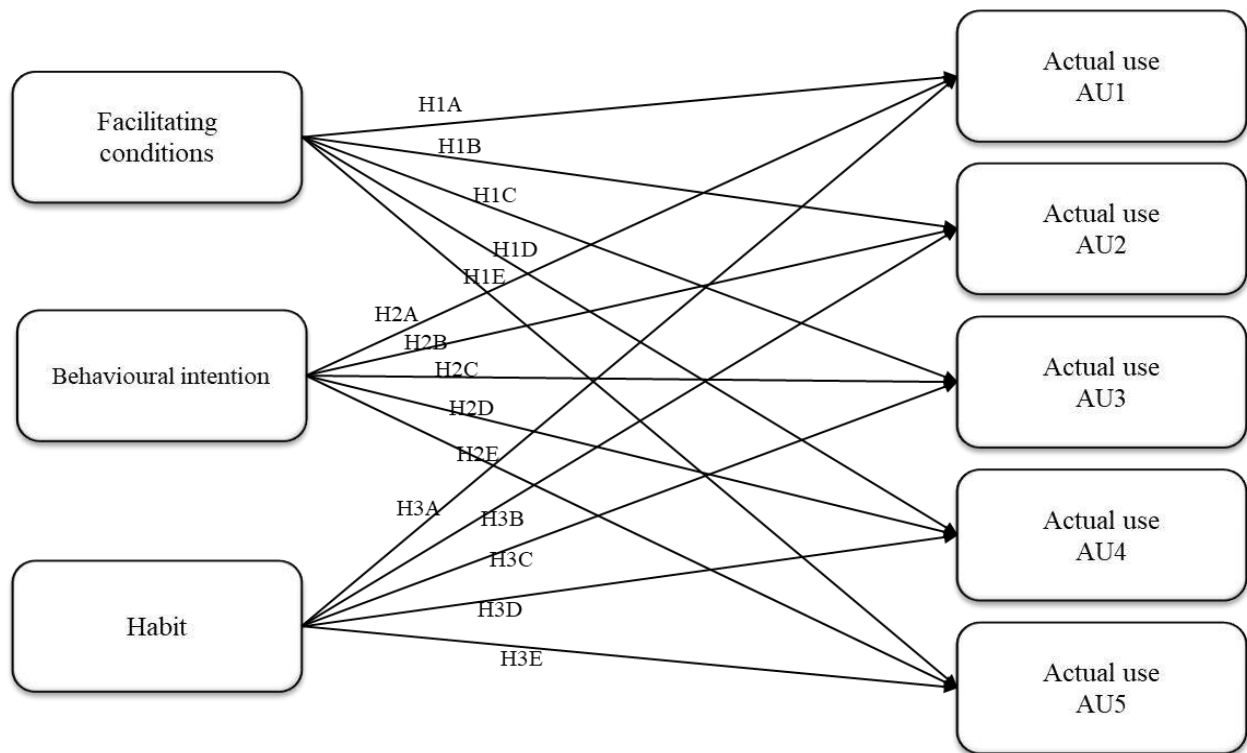 Facilitating
conditions
Behavioural intention
Habit
H1A
H1B
H1C
H1D
H1E
H2A
H2B
H2C
H2D
H2E
H3A
H3B
H3C
H3D
H3E
Actual use
AU1
Actual use
AU2
Actual use
AU3
Actual use
AU4
Actual use
AU5